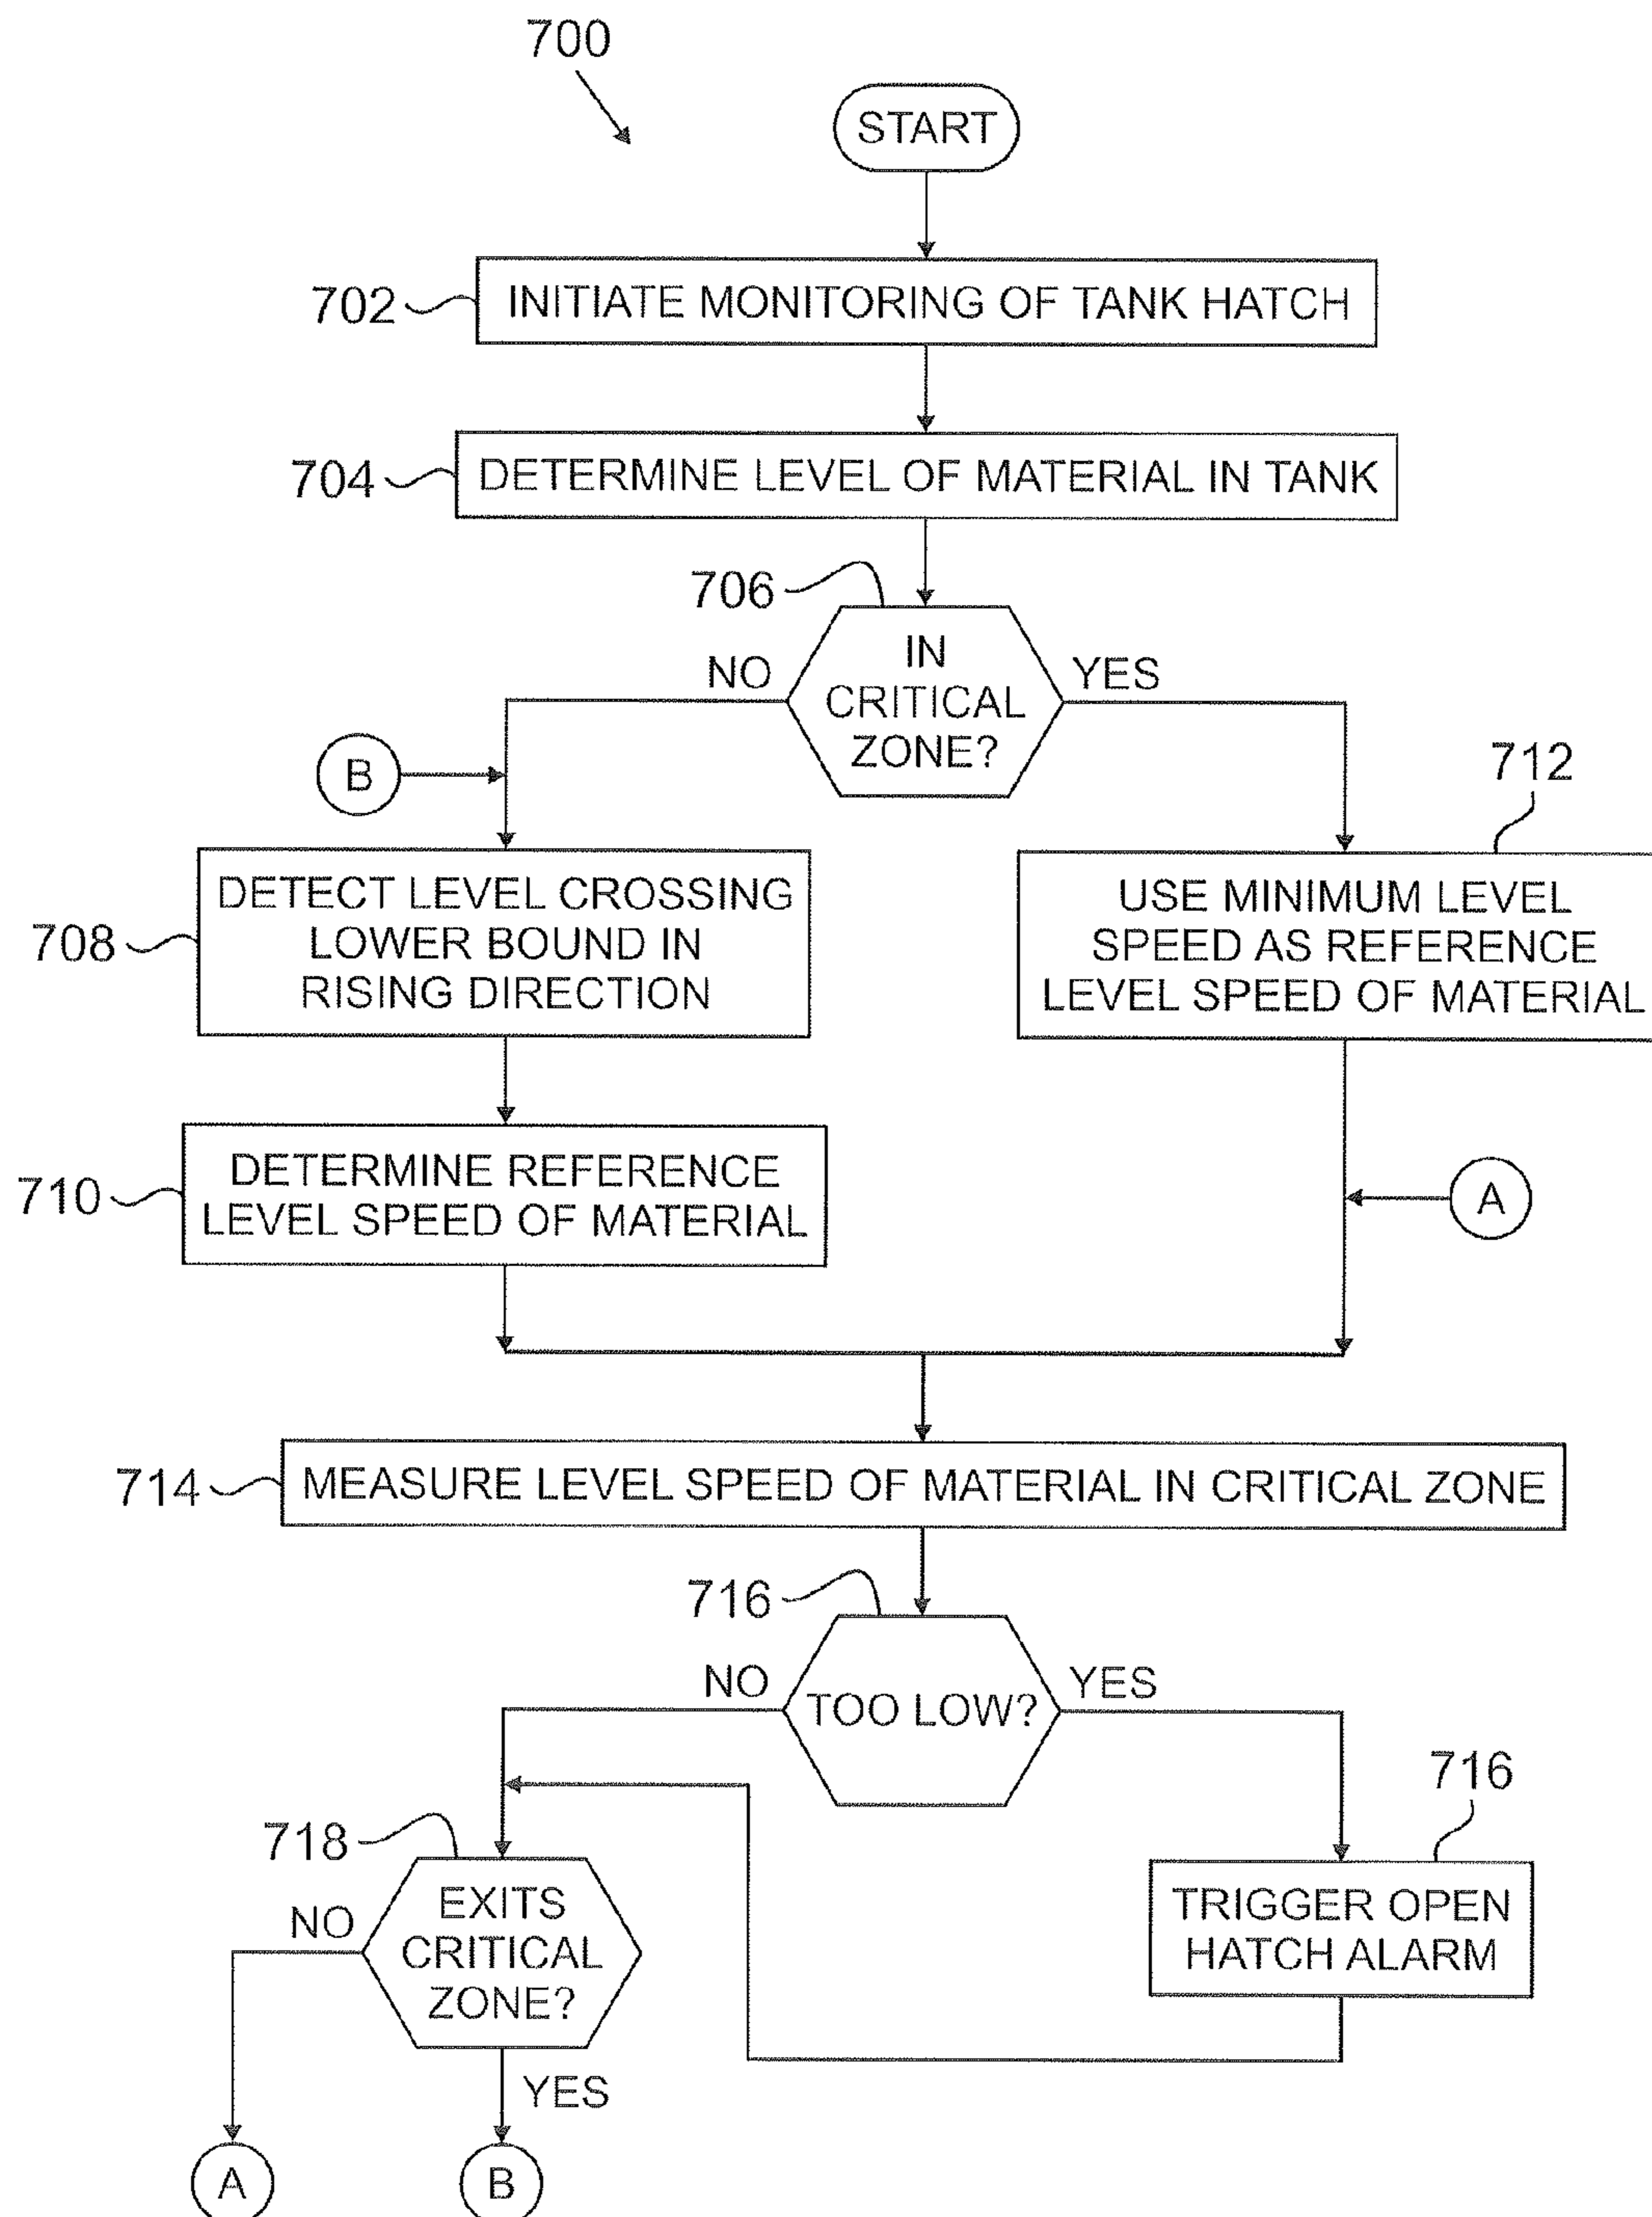 700
START
702
INITIATE MONITORING OF TANK HATCH
704
DETERMINE LEVEL OF MATERIAL IN TANK
706
IN
CRITICAL
ZONE?
NO
YES
B
712
708
DETECT LEVEL CROSSING
LOWER BOUND IN
RISING DIRECTION
USE MINIMUM LEVEL
SPEED AS REFERENCE
LEVEL SPEED OF MATERIAL
710
DETERMINE REFERENCE
LEVEL SPEED OF MATERIAL
A
714
MEASURE LEVEL SPEED OF MATERIAL IN CRITICAL ZONE
716
NO
TOO LOW?
YES
716
718
EXITS
CRITICAL
ZONE?
NO
TRIGGER OPEN
HATCH ALARM
YES
A
B